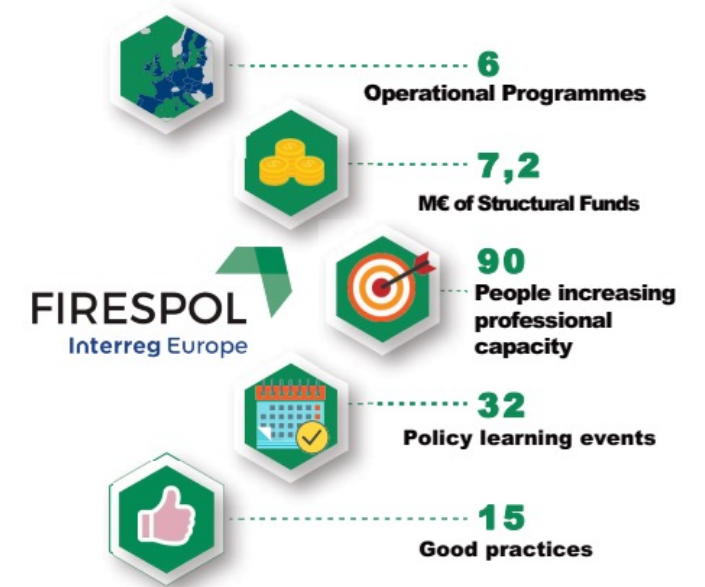 6
Operational Programmes
7,2
M€ of Structural Funds
90
People increasing
professional
capacity
FIRESPOL
Interreg Europe
32
Policy learning events
15
Good practices